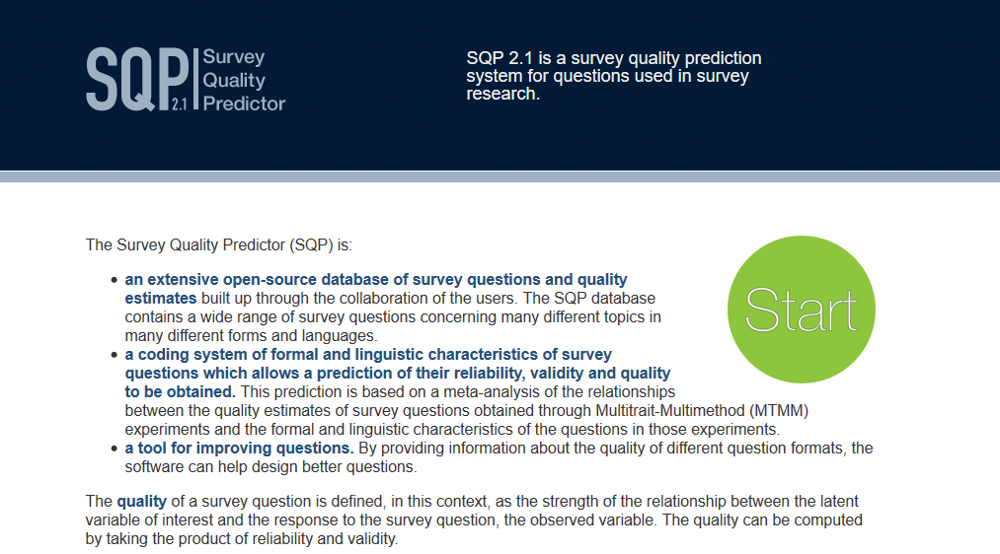 SQP 2.1
Survey
Quality
Predictor
SQP 2.1 is a survey quality prediction
system for questions used in survey
research.
The Survey Quality Predictor (SQP) is:
an extensive open-source database of survey questions and quality
estimates built up through the collaboration of the users. The SQP database
contains a wide range of survey questions concerning many different topics in
many different forms and languages.
a coding system of formal and linguistic characteristics of survey
questions which allows a prediction of their reliability, validity and quality
to be obtained. This prediction is based on a meta-analysis of the relationships
between the quality estimates of survey questions obtained through Multitrait-Multimethod (MTMM)
experiments and the formal and linguistic characteristics of the questions in those experiments.
a tool for improving questions. By providing information about the quality of different question formats, the
software can help design better questions.
Start
The quality of a survey question is defined, in this context, as the strength of the relationship between the latent
variable of interest and the response to the survey question, the observed variable. The quality can be computed
by taking the product of reliability and validity.